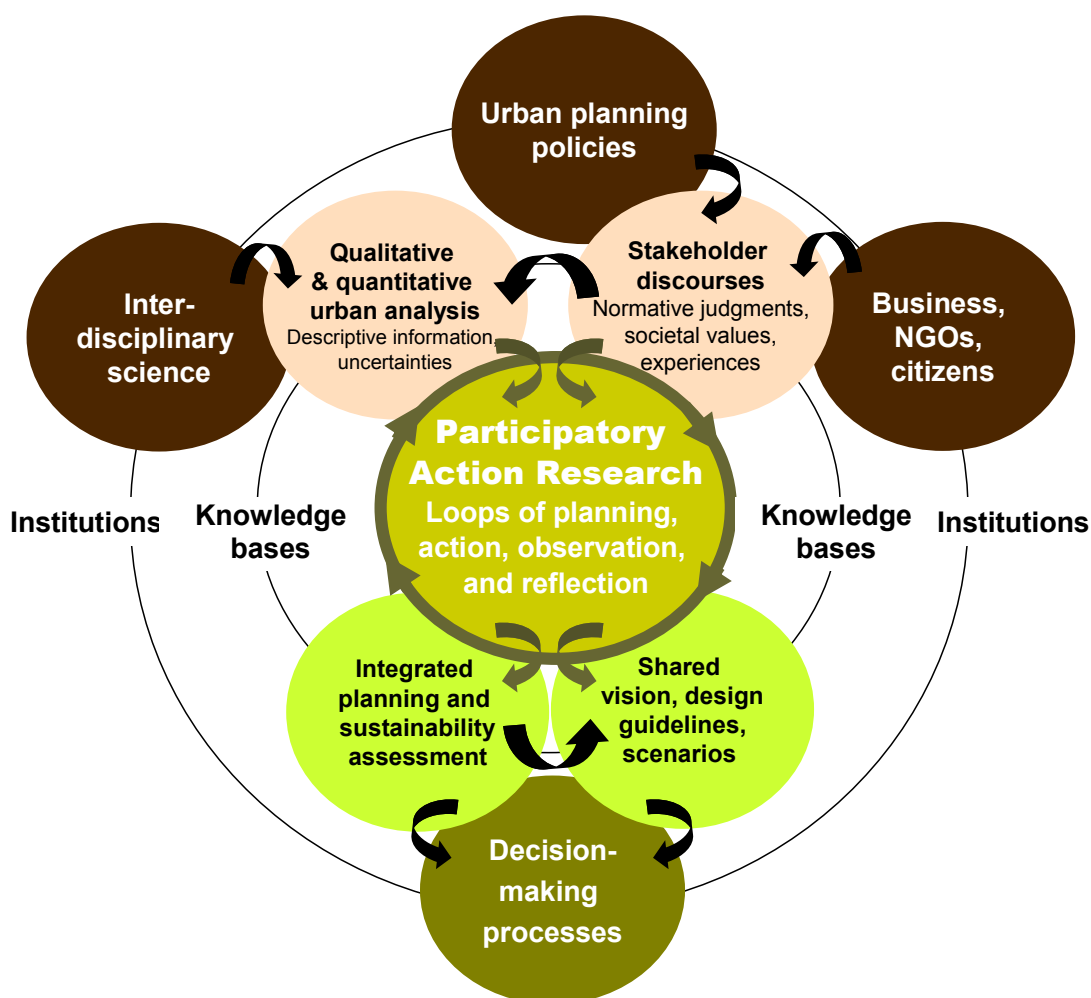 Urban planning
policies
Qualitative
& quantitative
urban analysis
Descriptive information,
uncertainties
Stakeholder
discourses
Normative judgments,
societal values,
experiences
Inter-
disciplinary
science
Business,
NGOs,
citizens
Participatory
Action Research
Loops of planning,
action, observation,
and reflection
Institutions
Knowledge
bases
Knowledge
bases
Institutions
Integrated
planning and
sustainability
assessment
Shared
vision, design
guidelines,
scenarios
Decision-
making
processes